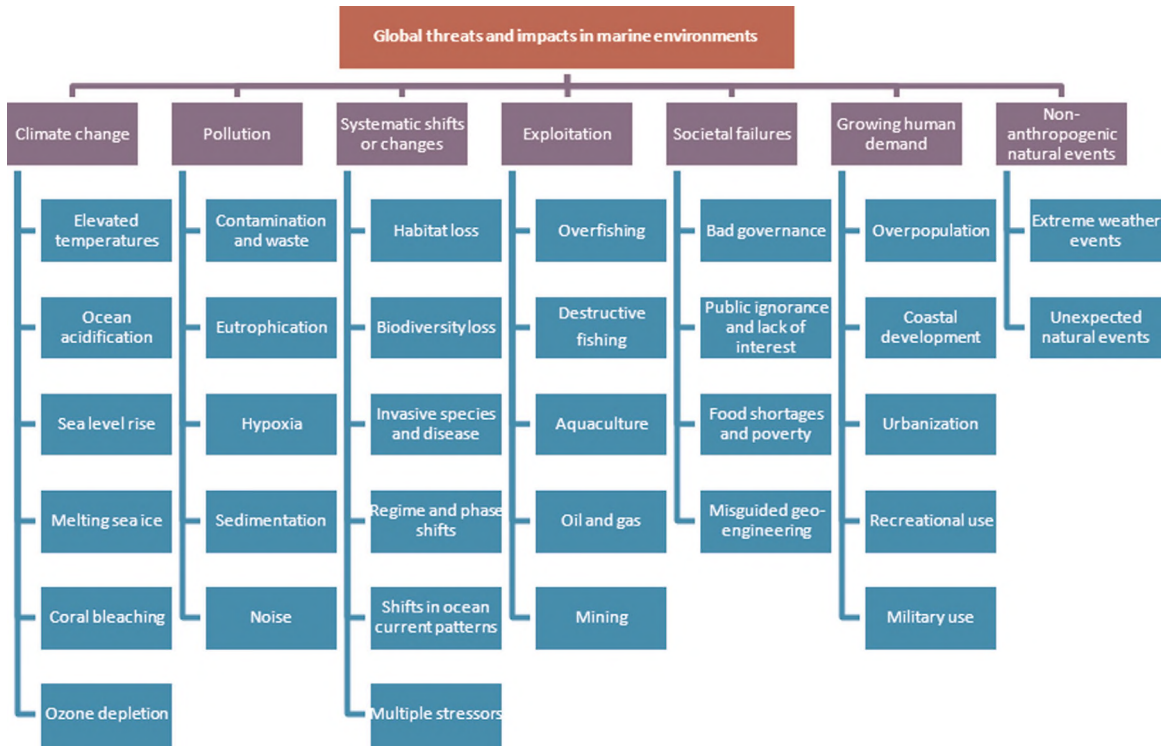 Global threats and impacts in marine environments
Climate change
Elevated
temperatures
Ocean
acidification
Sea level rise
Melting sea ice
Coral bleaching
Ozone depletion
Pollution
Contamination
and waste
Eutrophication
Hypoxia
Sedimentation
Noise
Systematic shifts
or changes
Habitat loss
Biodiversity loss
Invasive species
and disease
Regime and phase
shifts
Shifts in ocean
current patterns
Multiple stressors
Exploitation
Overfishing
Destructive
fishing
Aquaculture
Oil and gas
Mining
Societal failures
Bad governance
Public ignorance
and lack of
interest
Food shortages
and poverty
Misguided geo-
engineering
Growing human
demand
Overpopulation
Coastal
development
Urbanization
Recreational use
Military use
Non-
anthropogenic
natural events
Extreme weather
events
Unexpected
natural events